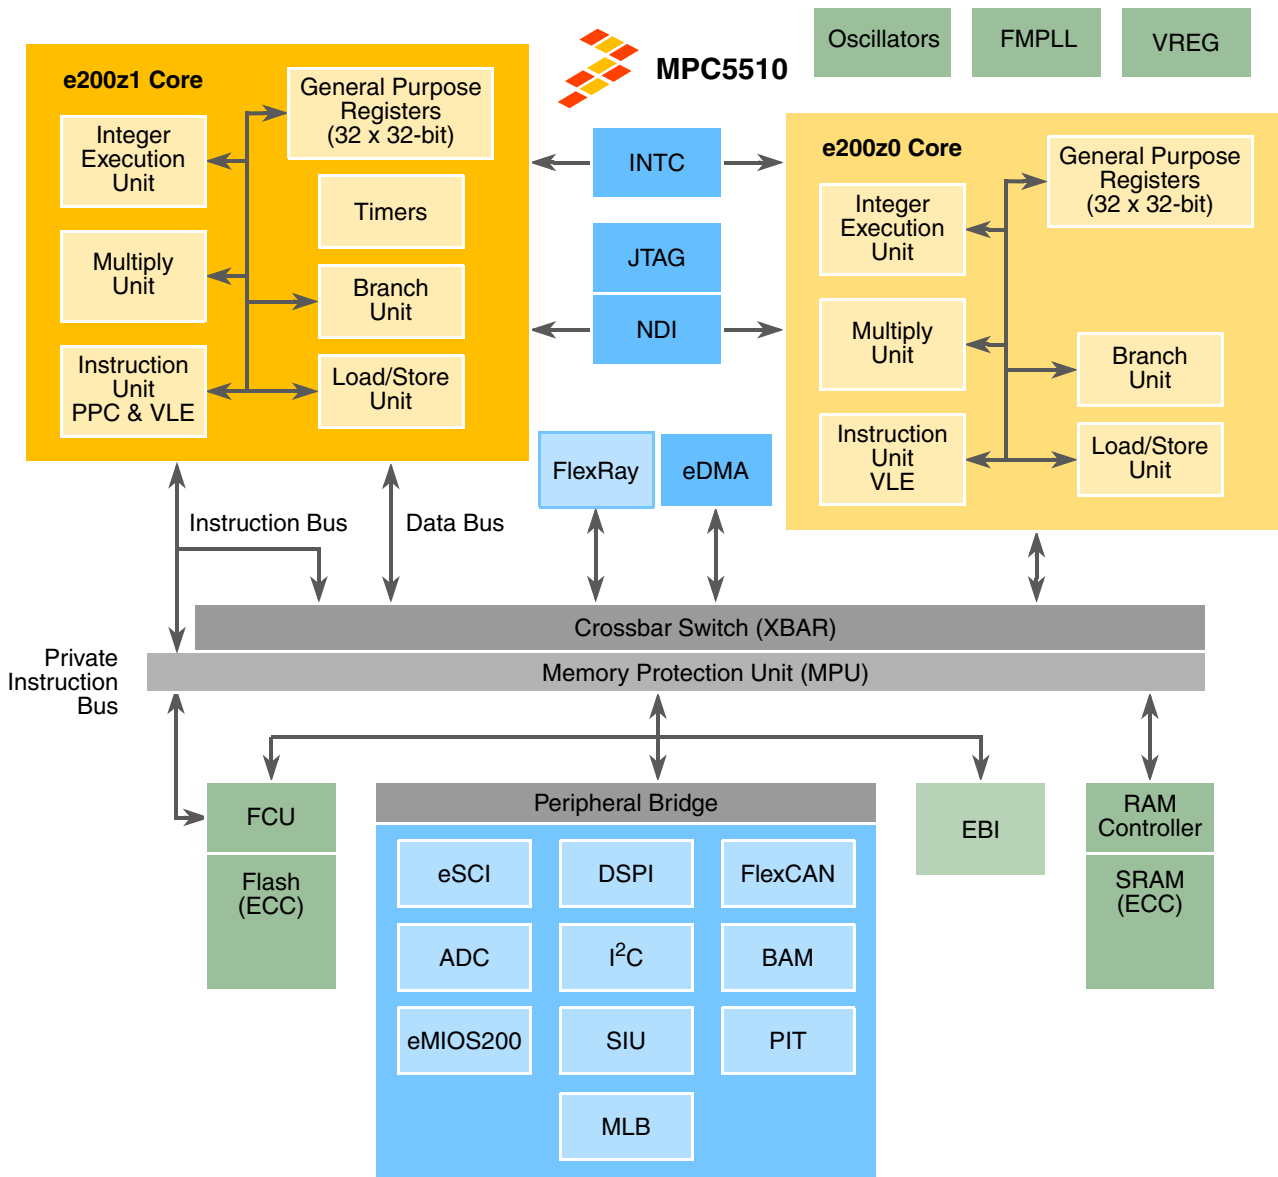 MPC5510
Oscillators
FMPLL
VREG
e200z1 Core
General Purpose
Registers
(32 x 32-bit)
Integer
Execution
Unit
Timers
Multiply
Unit
Branch
Unit
Instruction
Unit
PPC & VLE
Load/Store
Unit
INTC
JTAG
NDI
e200z0 Core
General Purpose
Registers
(32 x 32-bit)
Integer
Execution
Unit
Multiply
Unit
Branch
Unit
Instruction
Unit
VLE
Load/Store
Unit
FlexRay
eDMA
Instruction Bus
Data Bus
Crossbar Switch (XBAR)
Memory Protection Unit (MPU)
Private
Instruction
Bus
FCU
Flash
(ECC)
Peripheral Bridge
eSCI
DSPI
FlexCAN
ADC
I²C
BAM
eMIOS200
SIU
PIT
MLB
EBI
RAM
Controller
SRAM
(ECC)